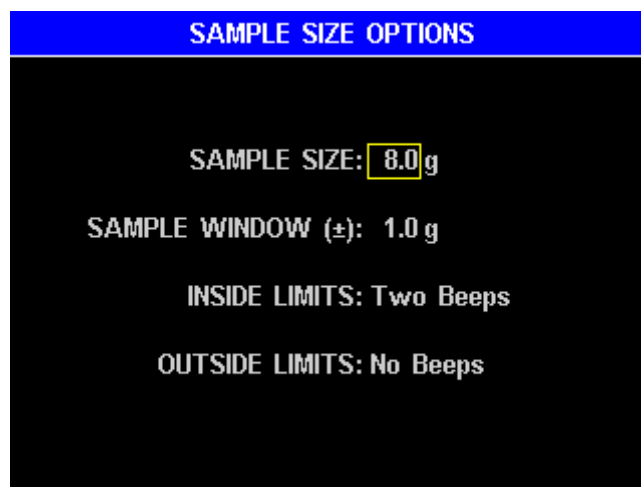 SAMPLE SIZE OPTIONS
SAMPLE SIZE: 8.0 g
SAMPLE WINDOW (±): 1.0 g
INSIDE LIMITS: Two Beeps
OUTSIDE LIMITS: No Beeps